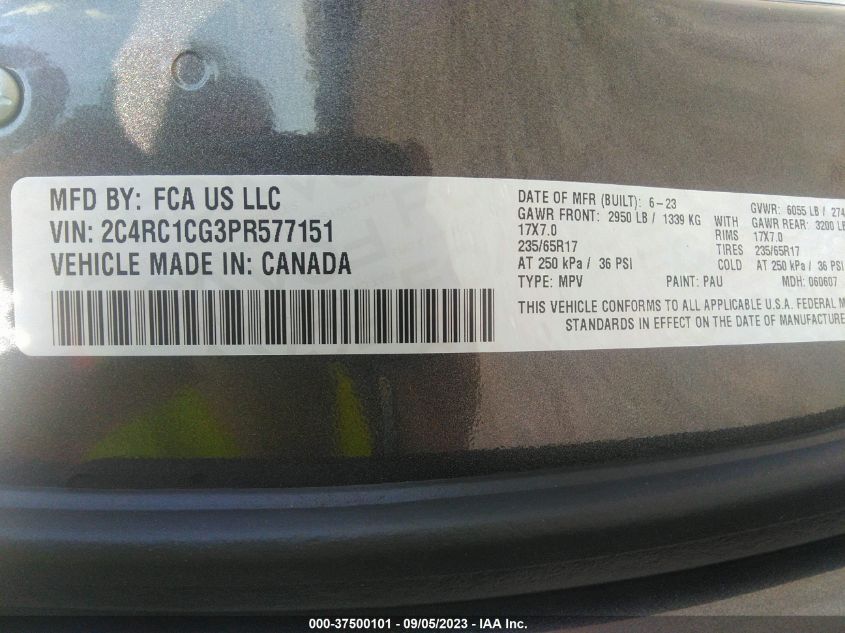 MFD BY: FCA US LLC
VIN: 2C4RC1CG3PR577151
VEHICLE MADE IN: CANADA
DATE OF MFR (BUILT): 6-23 GVWR: 6055 LB / 274
GAWR FRONT: 2950 LB / 1339 KG WITH GAWR REAR: 3200 LB
17X7.0 RIMS 17X7.0
235/65R17 TIRES 235/65R17
AT 250 kPa / 36 PSI COLD AT 250 kPa / 36 PSI
TYPE: MPV PAINT: PAU MDH: 060607
THIS VEHICLE CONFORMS TO ALL APPLICABLE U.S.A. FEDERAL M
STANDARDS IN EFFECT ON THE DATE OF MANUFACTURE
000-37500101 - 09/05/2023 - Copyright © IAA, Inc.